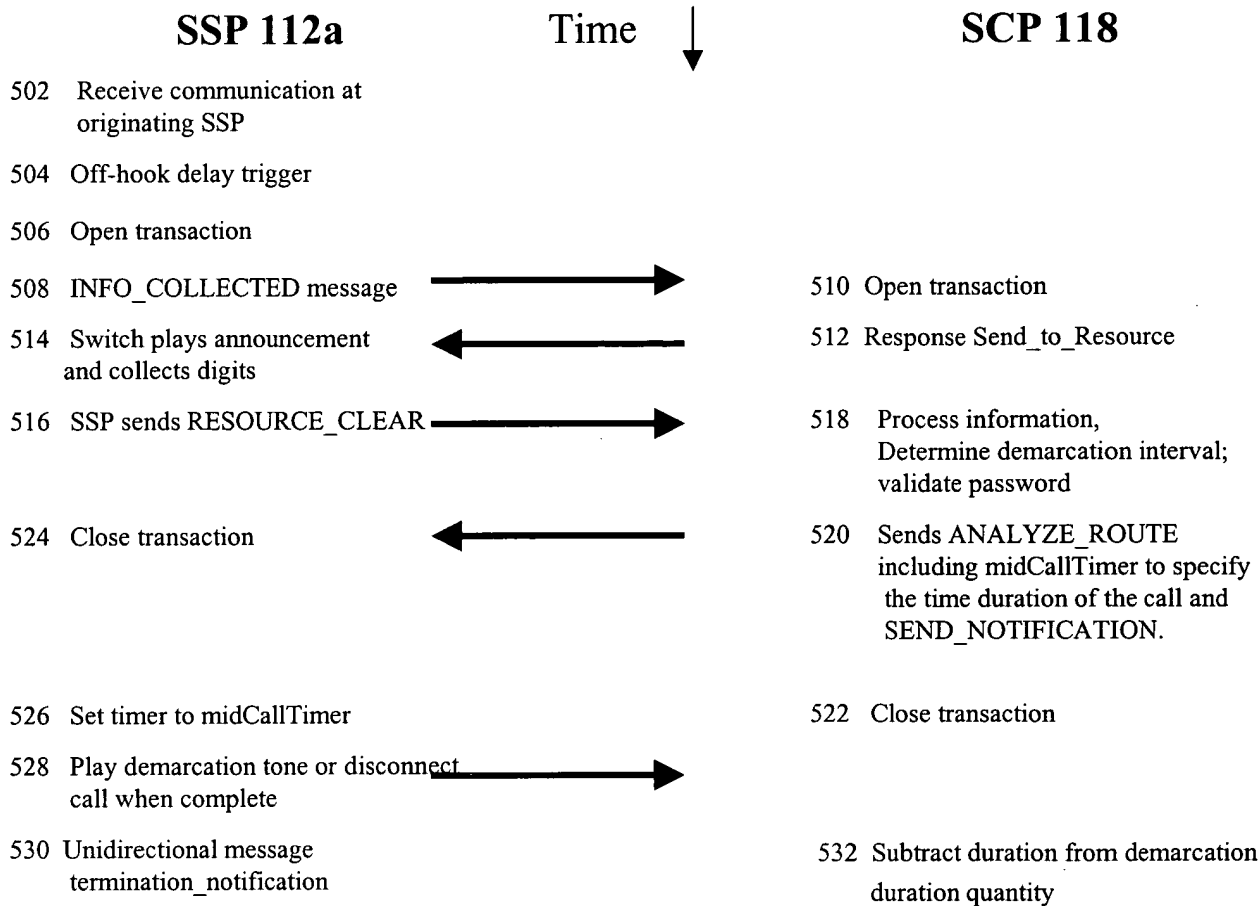 SSP 112a Time SCP 118
502 Receive communication at
originating SSP
504 Off-hook delay trigger
506 Open transaction
508 INFO_COLLECTED message
510 Open transaction
514 Switch plays announcement
and collects digits
512 Response Send_to_Resource
516 SSP sends RESOURCE_CLEAR
518 Process information,
Determine demarcation interval;
validate password
524 Close transaction
520 Sends ANALYZE_ROUTE
including midCallTimer to specify
the time duration of the call and
SEND_NOTIFICATION.
526 Set timer to midCallTimer
522 Close transaction
528 Play demarcation tone or disconnect
call when complete
530 Unidirectional message
termination_notification
532 Subtract duration from demarcation
duration quantity